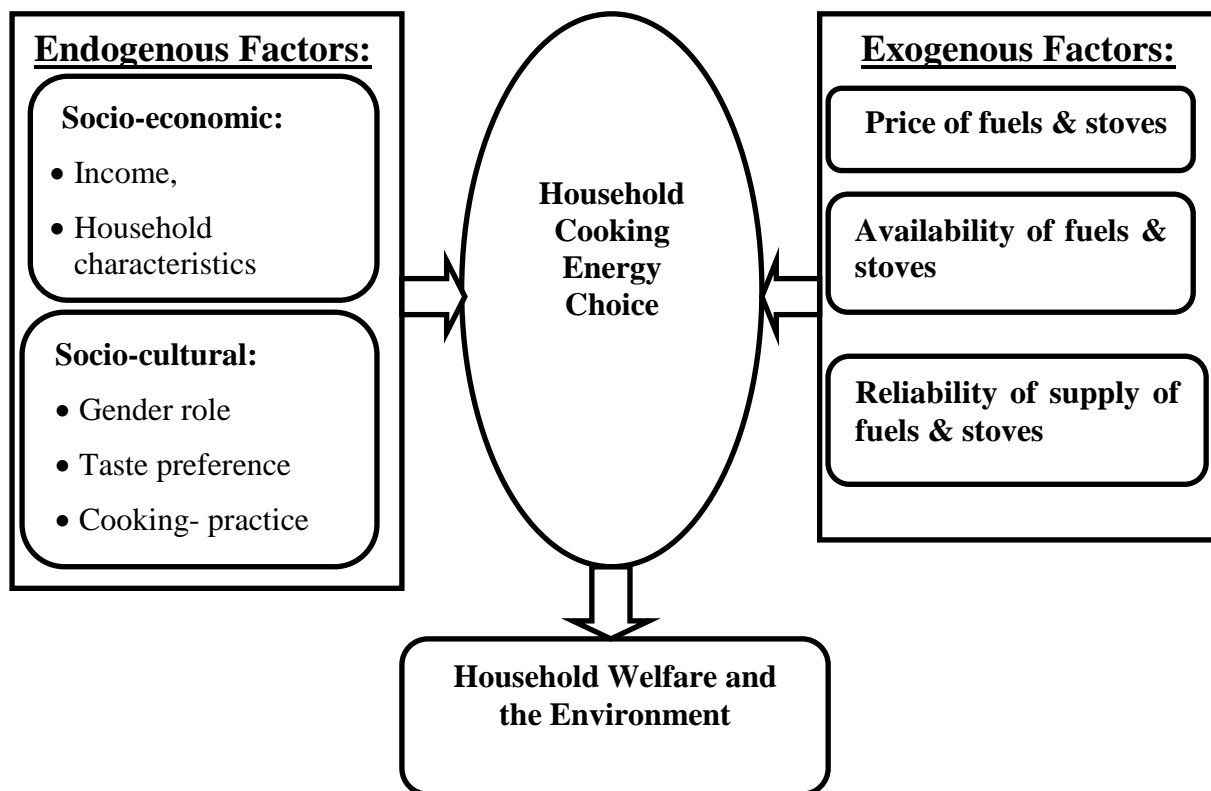 Endogenous Factors:
Socio-economic:
• Income,
• Household
characteristics
Socio-cultural:
• Gender role
• Taste preference
• Cooking- practice
Household
Cooking
Energy
Choice
Exogenous Factors:
Price of fuels & stoves
Availability of fuels &
stoves
Reliability of supply of
fuels & stoves
Household Welfare and
the Environment